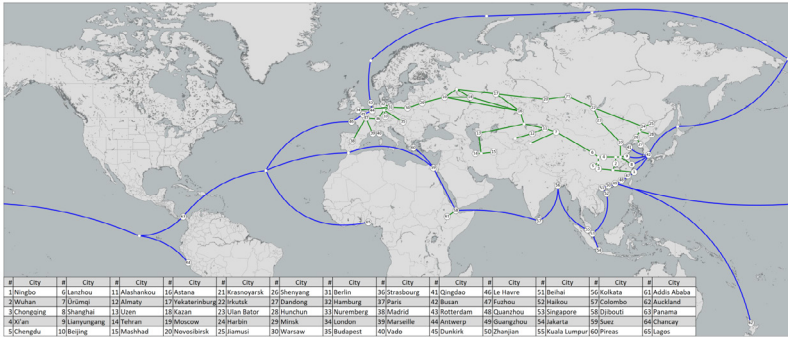 # City # City # City # City # City # City # City # City # City # City # City # City # City
1 Ningbo 6 Lanzhou 11 Alashankou 16 Astana 21 Krasnoyarsk 26 Shenyang 31 Berlin 36 Strasbourg 41 Qingdao 46 Le Havre 51 Beihai 56 Kolkata 61 Addis Ababa
2 Wuhan 7 Ürümqi 12 Almaty 17 Yekaterinburg 22 Irkutsk 27 Dandong 32 Hamburg 37 Paris 42 Busan 47 Fuzhou 52 Haikou 57 Colombo 62 Auckland
3 Chongqing 8 Shanghai 13 Uzen 18 Kazan 23 Ulan Bator 28 Hunchun 33 Nuremberg 38 Madrid 43 Rotterdam 48 Quanzhou 53 Singapore 58 Djibouti 63 Panama
4 Xi'an 9 Lianyungang 14 Tehran 19 Moscow 24 Harbin 29 Minsk 34 London 39 Marseille 44 Antwerp 49 Guangzhou 54 Jakarta 59 Suez 64 Chancay
5 Chengdu 10 Beijing 15 Mashhad 20 Novosibirsk 25 Jiamusi 30 Warsaw 35 Budapest 40 Vado 45 Dunkirk 50 Zhenjian 55 Kuala Lumpur 60 Pireas 65 Lagos